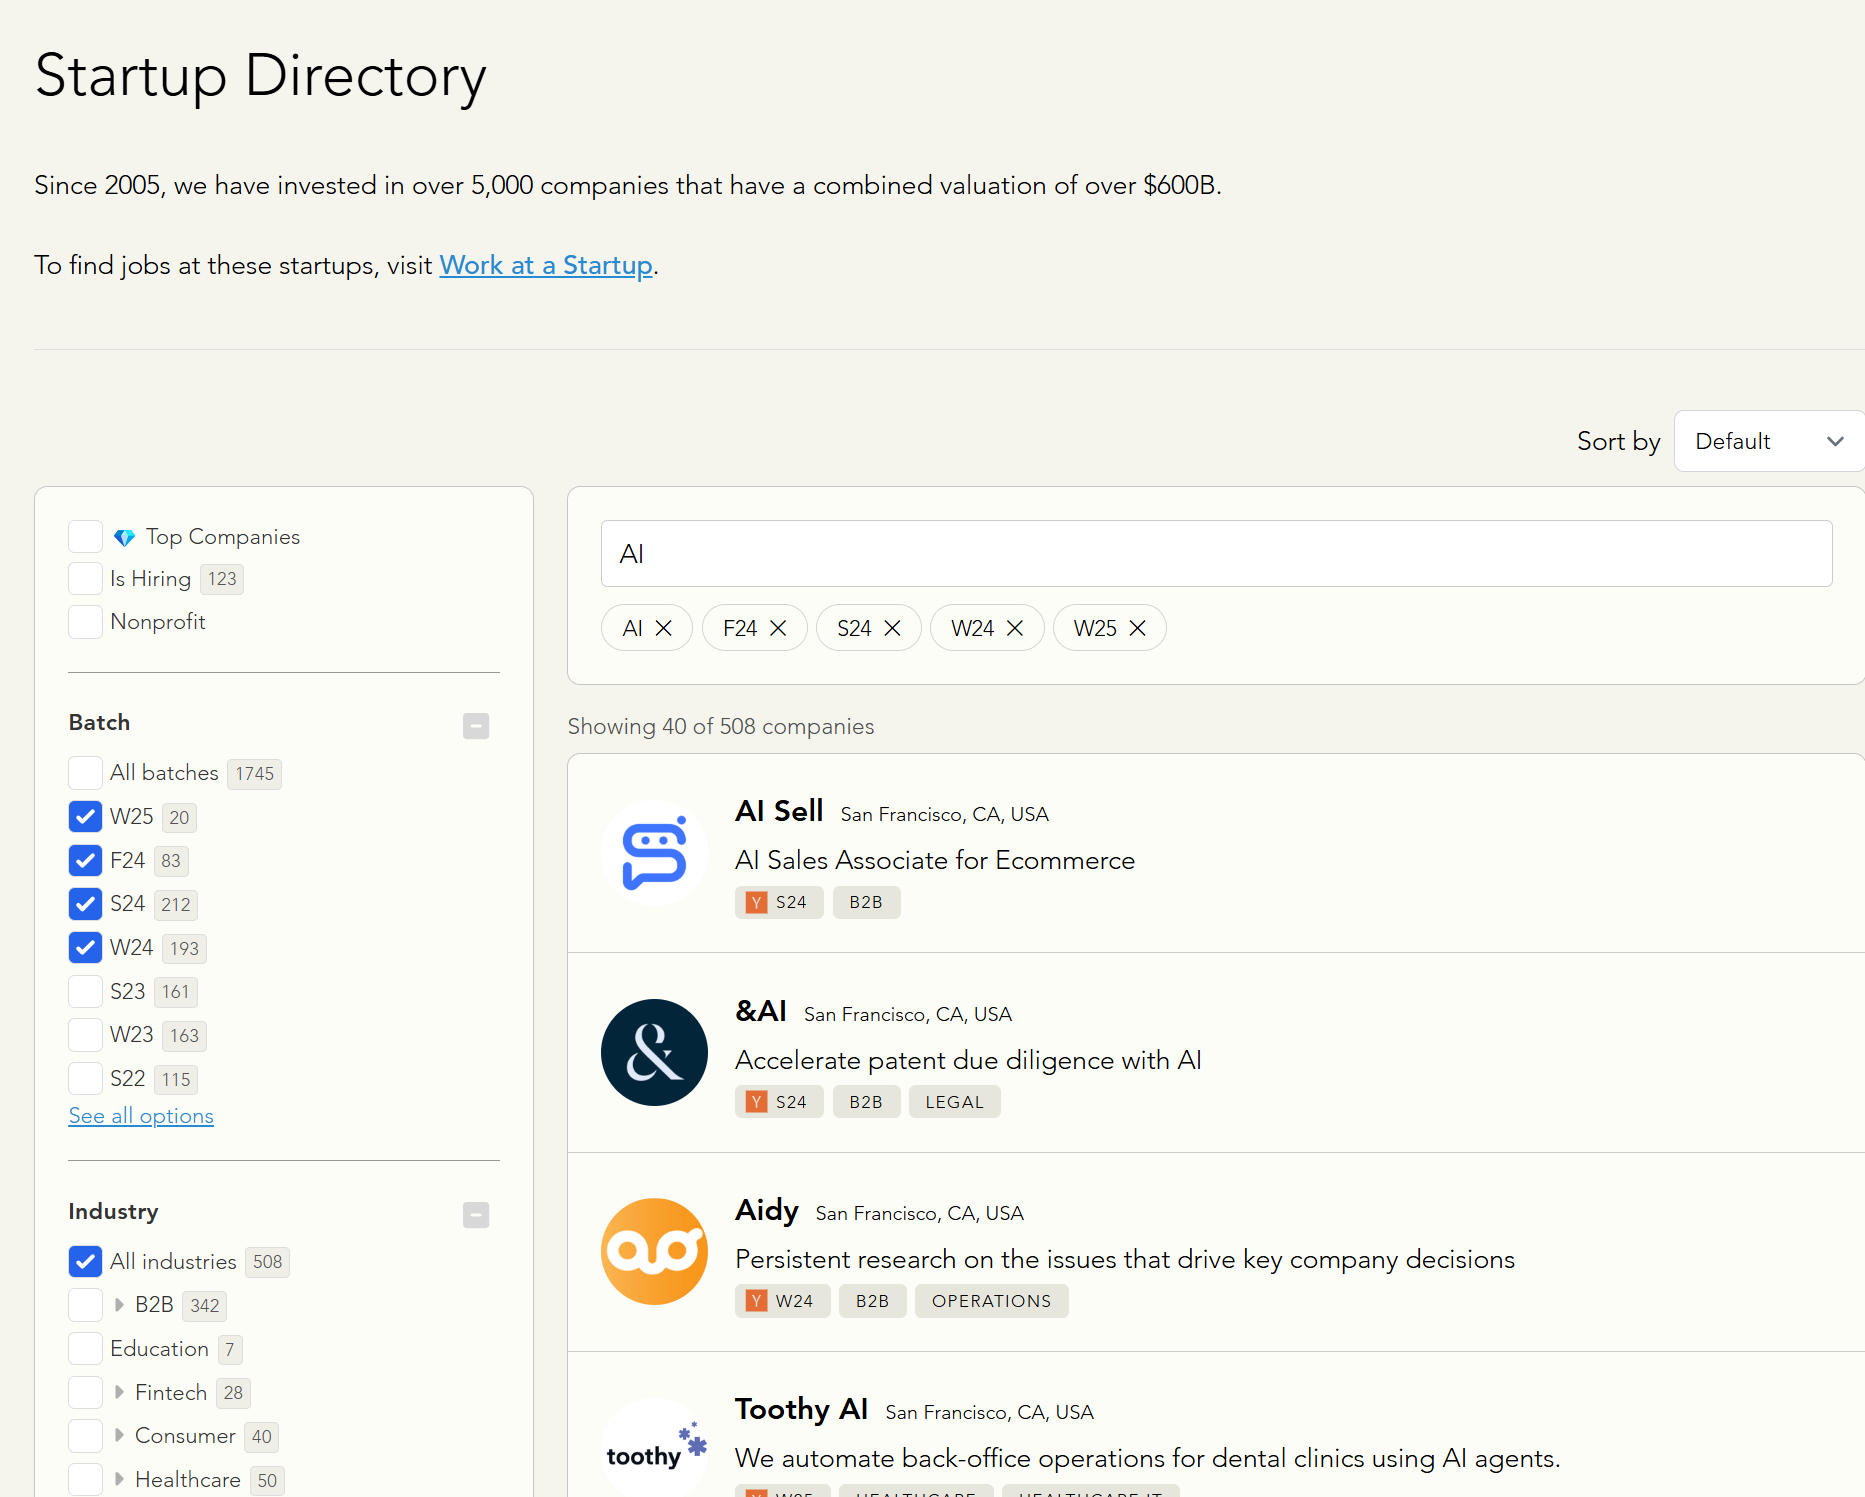 Startup Directory
Since 2005, we have invested in over 5,000 companies that have a combined valuation of over $600B.
To find jobs at these startups, visit Work at a Startup.
Sort by Default
Top Companies
Is Hiring 123
Nonprofit
Batch
All batches 1745
W25 20
F24 83
S24 212
W24 193
S23 161
W23 163
S22 115
See all options
Industry
All industries 508
B2B 342
Education 7
Fintech 28
Consumer 40
Healthcare 50
AI
AI F24 S24 W24 W25
Showing 40 of 508 companies
AI Sell San Francisco, CA, USA
AI Sales Associate for Ecommerce
Y S24 B2B
&
&AI San Francisco, CA, USA
Accelerate patent due diligence with AI
Y S24 B2B LEGAL
Aidy San Francisco, CA, USA
Persistent research on the issues that drive key company decisions
Y W24 B2B OPERATIONS
toothy
Toothy AI San Francisco, CA, USA
We automate back-office operations for dental clinics using AI agents.
Y W25 HEALTHCARE HEALTHCARE IT